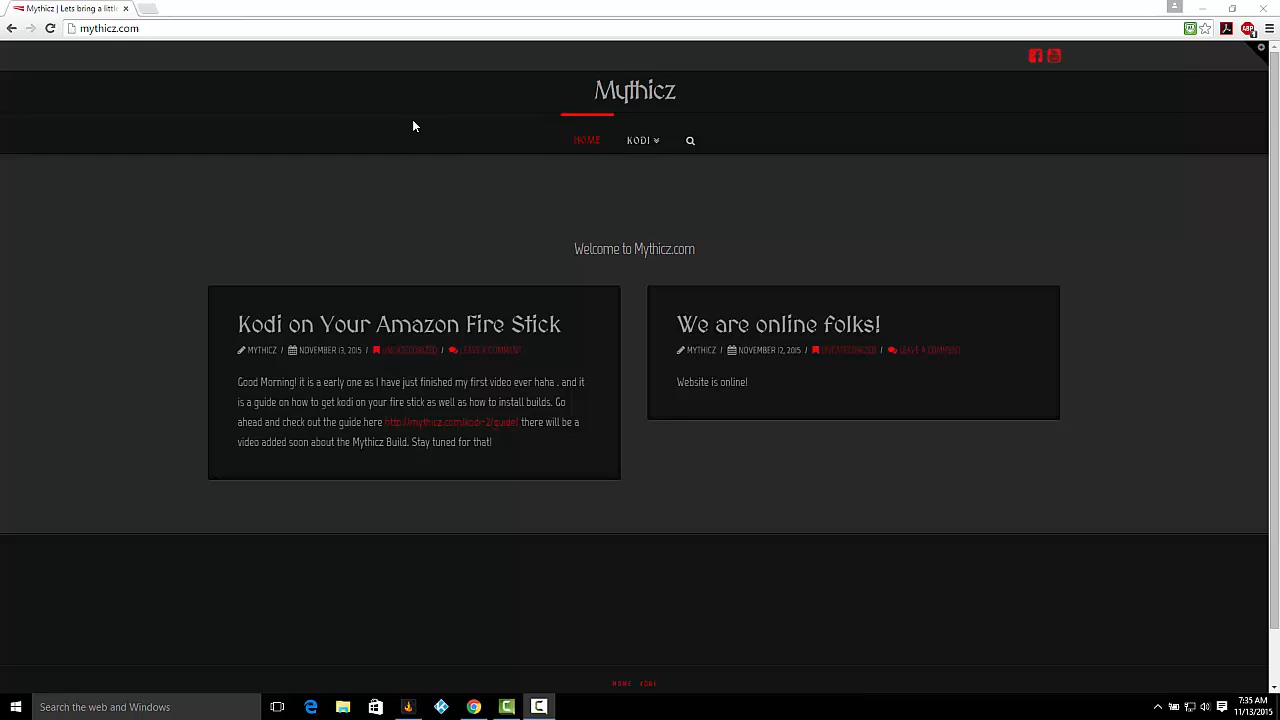 Mythicz | Lets bring a little
mythicz.com
Mythicz
HOME KODI
Welcome to Mythicz.com
Kodi on Your Amazon Fire Stick
MYTHICZ / NOVEMBER 13, 2015 / UNCATEGORIZED / LEAVE A COMMENT
Good Morning! it is a early one as I have just finished my first video ever haha . and it
is a guide on how to get kodi on your fire stick as well as how to install builds. Go
ahead and check out the guide here http://mythicz.com/kodi-2/guide/ there will be a
video added soon about the Mythicz Build. Stay tuned for that!
We are online folks!
MYTHICZ / NOVEMBER 12, 2015 / UNCATEGORIZED / LEAVE A COMMENT
Website is online!
HOME KODI
Search the web and Windows
7:35 AM
11/13/2015